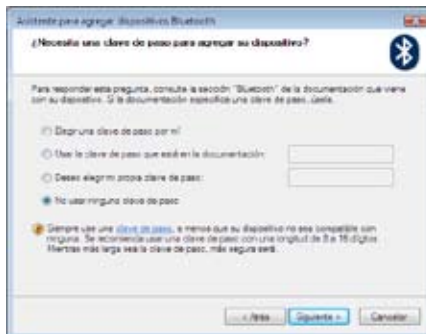 Asistente para agregar dispositivos Bluetooth
¿Necesita una clave de paso para agregar su dispositivo?
Para responder esta pregunta, consulte la sección "Bluetooth" de la documentación que viene
con su dispositivo. Si la documentación especifica una clave de paso, úsela.
Elegir una clave de paso por mí
Usar la clave de paso que está en la documentación:
Deseo elegir mi propia clave de paso:
No usar ninguna clave de paso
Siempre use una clave de paso, a menos que su dispositivo no sea compatible con
ninguna. Se recomienda usar una clave de paso con una longitud de 8 a 16 dígitos.
Mientras más larga sea la clave de paso, más segura será.
< Atrás
Siguiente >
Cancelar